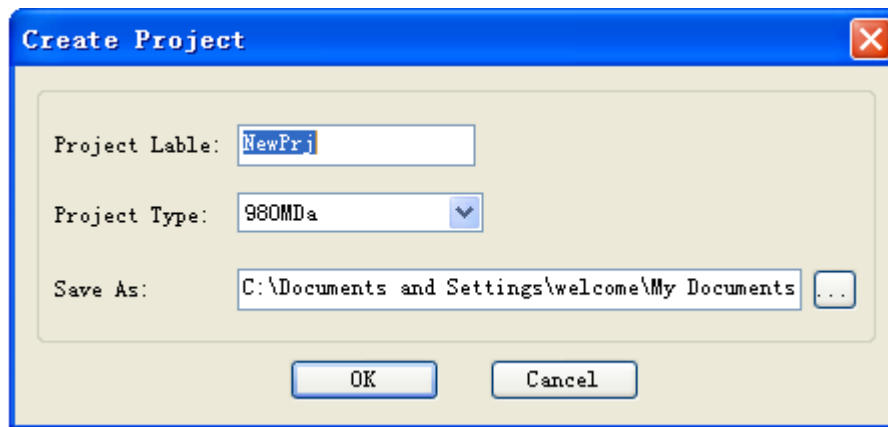 Create Project
Project Lable: NewPrj
Project Type: 980MDa
Save As: C:\Documents and Settings\welcome\My Documents ...
OK Cancel